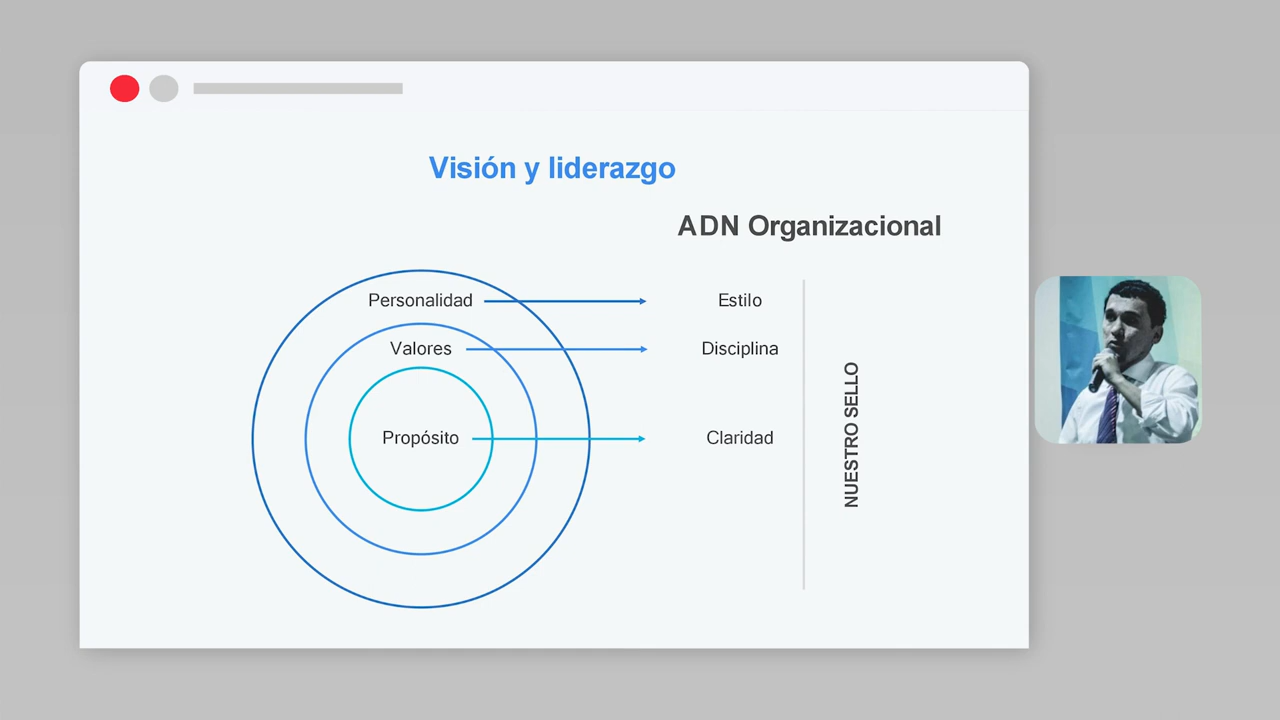 Visión y liderazgo
ADN Organizacional
Personalidad
Estilo
Valores
Disciplina
Propósito
Claridad
NUESTRO SELLO